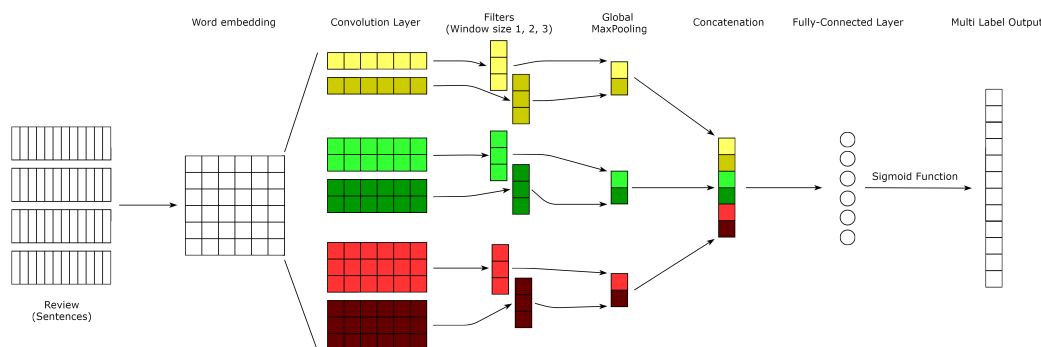 Word embedding
Convolution Layer
Filters
(Window size 1, 2, 3)
Global
MaxPooling
Concatenation
Fully-Connected Layer
Multi Label Output
Sigmoid Function
Review
(Sentences)